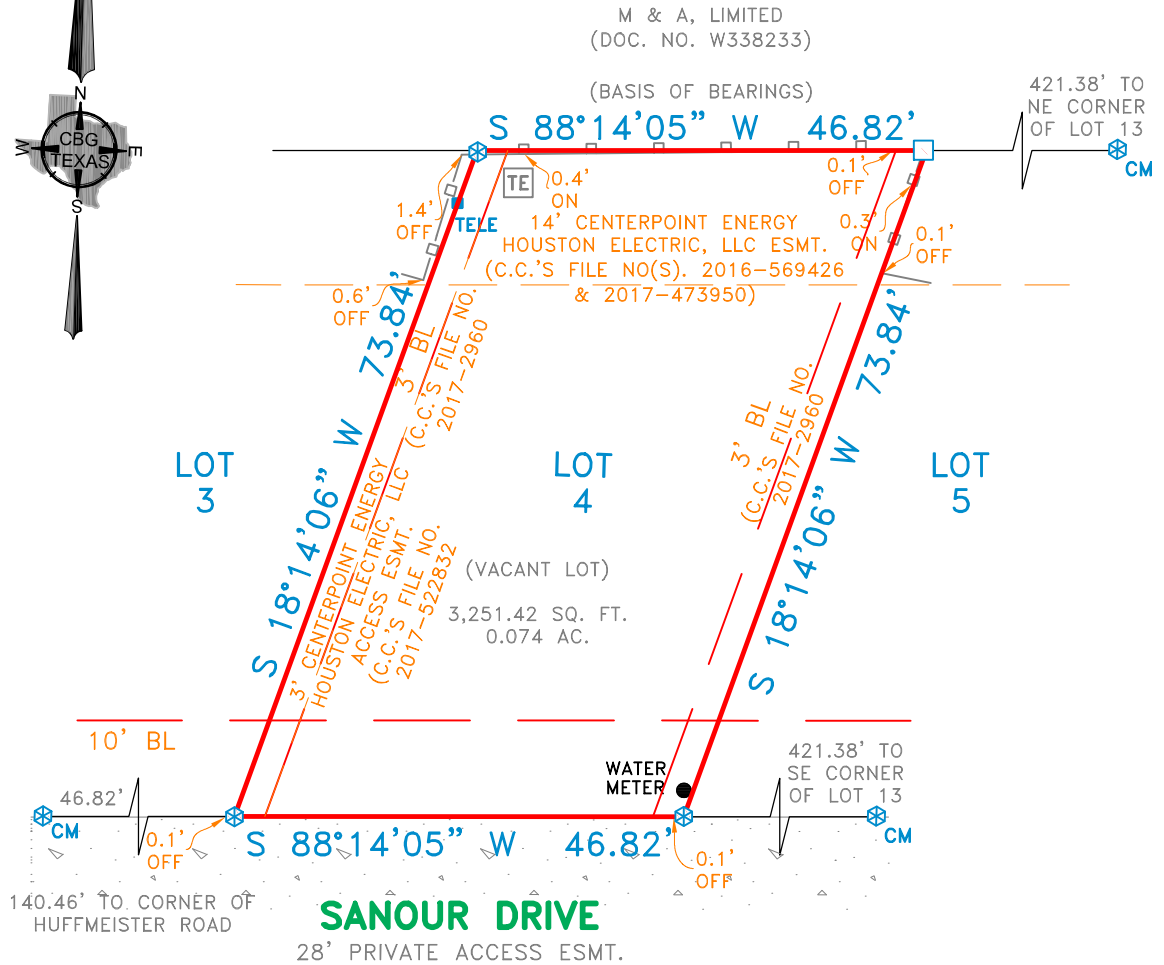 M & A, LIMITED
(DOC. NO. W338233)
(BASIS OF BEARINGS)
421.38' TO
NE CORNER
OF LOT 13
CM
N
W
CBG
TEXAS
E
S
S 88°14'05” W 46.82'
TE
0.4'
ON
0.1'
OFF
1.4'
OFF
TELE
14' CENTERPOINT ENERGY
HOUSTON ELECTRIC, LLC ESMT.
(C.C.'S FILE NO(S). 2016-569426
& 2017-473950)
0.3'
ON
0.1'
OFF
0.6'
OFF
S 18°14'06” W 73.84'
3' BL
(C.C.'S FILE NO.
2017-2960
3' BL
(C.C.'S FILE NO.
2017-2960
S 18°14'06” W 73.84'
LOT
3
LOT
4
LOT
5
3' CENTERPOINT ENERGY
HOUSTON ELECTRIC, LLC
ACCESS ESMT.
(C.C.'S FILE NO.
2017-522832
(VACANT LOT)
3,251.42 SQ. FT.
0.074 AC.
10' BL
WATER
METER
421.38' TO
SE CORNER
OF LOT 13
CM
46.82'
CM
0.1'
OFF
S 88°14'05” W 46.82'
0.1'
OFF
140.46' TO CORNER OF
HUFFMEISTER ROAD
SANOUR DRIVE
28' PRIVATE ACCESS ESMT.